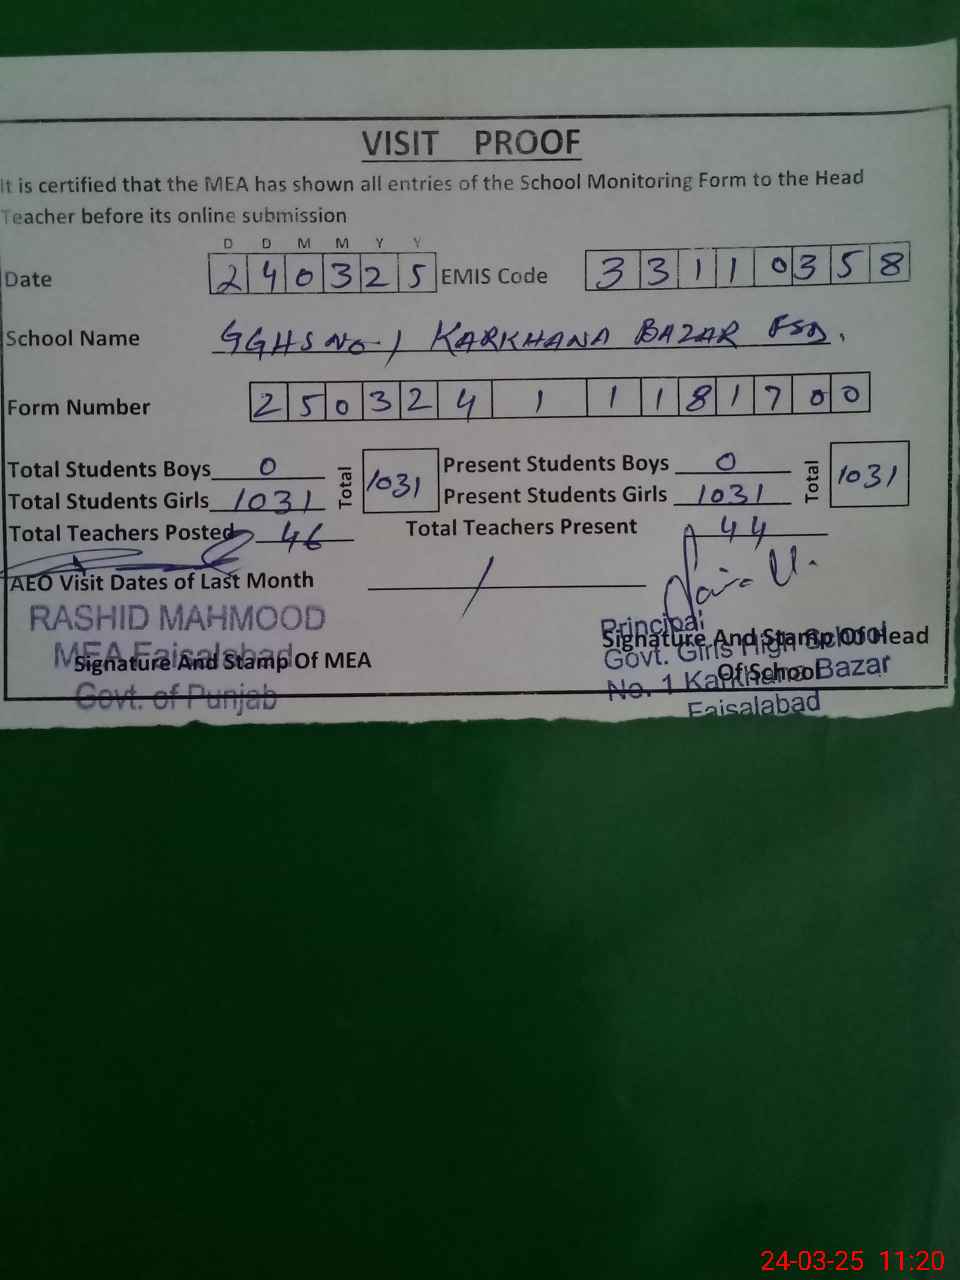 VISIT PROOF
It is certified that the MEA has shown all entries of the School Monitoring Form to the Head
Teacher before its online submission
D D M M Y Y
Date 2 4 0 3 2 5 EMIS Code 3 3 1 1 0 3 5 8
School Name GGHS NO-1 KARKHANA BAZAR FSD.
Form Number 2 5 0 3 2 4 1 1 1 8 1 7 0 0
Total Students Boys 0 Total 1031 Present Students Boys 0 Total 1031
Total Students Girls 1031 Present Students Girls 1031
Total Teachers Posted 46 Total Teachers Present 44
AEO Visit Dates of Last Month /
RASHID MAHMOOD
MEA Faisalabad
Signature And Stamp Of MEA
Govt. of Punjab
Principal
Signature And Stamp Of Head
Govt. Girls High School
Of School
No. 1 Karkhana Bazar
Faisalabad
24-03-25 11:20